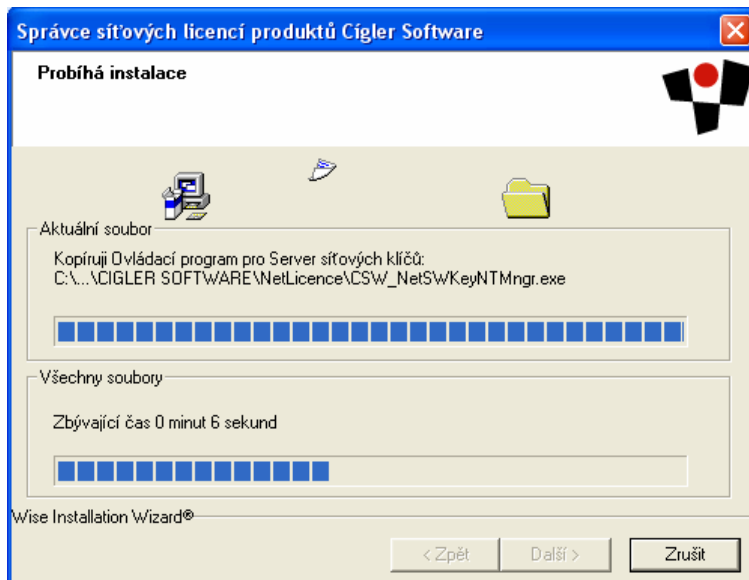 Správce síťových licencí produktů Cígler Software
Probíhá instalace
Aktuální soubor
Kopíruji Ovládací program pro Server síťových klíčů:
C:\...\CIGLER SOFTWARE\NetLicence\CSW_NetSWKeyNTMngr.exe
Všechny soubory
Zbývající čas 0 minut 6 sekund
Wise Installation Wizard®
< Zpět
Další >
Zrušit